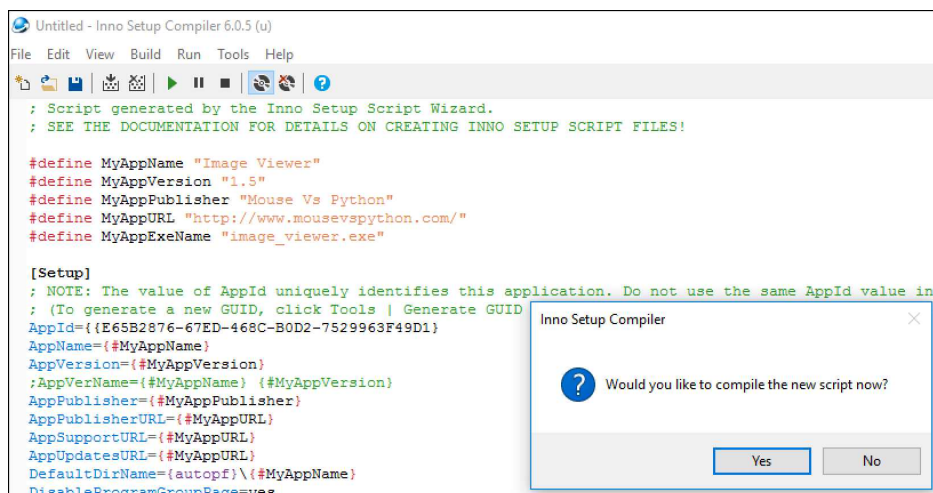 Untitled - Inno Setup Compiler 6.0.5 (u)
File Edit View Build Run Tools Help
; Script generated by the Inno Setup Script Wizard.
; SEE THE DOCUMENTATION FOR DETAILS ON CREATING INNO SETUP SCRIPT FILES!
#define MyAppName "Image Viewer"
#define MyAppVersion "1.5"
#define MyAppPublisher "Mouse Vs Python"
#define MyAppURL "http://www.mousevspython.com/"
#define MyAppExeName "image_viewer.exe"
[Setup]
; NOTE: The value of AppId uniquely identifies this application. Do not use the same AppId value in
; (To generate a new GUID, click Tools | Generate GUID
AppId={{E65B2876-67ED-468C-B0D2-7529963F49D1}
AppName={#MyAppName}
AppVersion={#MyAppVersion}
;AppVerName={#MyAppName} {#MyAppVersion}
AppPublisher={#MyAppPublisher}
AppPublisherURL={#MyAppURL}
AppSupportURL={#MyAppURL}
AppUpdatesURL={#MyAppURL}
DefaultDirName={autopf}\{#MyAppName}
DisableProgramGroupPage=yes
Inno Setup Compiler
Would you like to compile the new script now?
Yes No